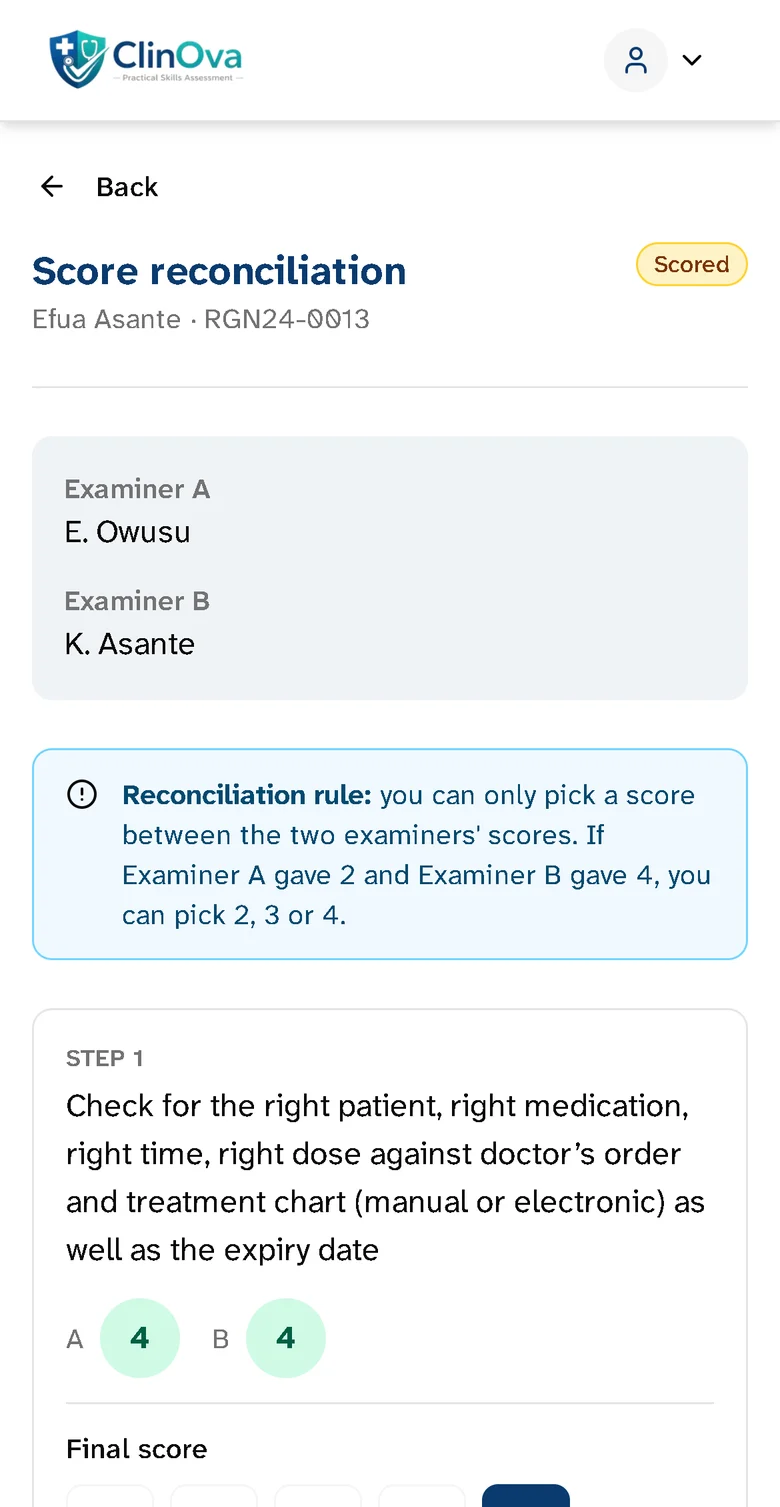 ClinOva
Practical Skills Assessment
Back
Score reconciliation
Scored
Efua Asante · RGN24-0013
Examiner A
E. Owusu
Examiner B
K. Asante
Reconciliation rule: you can only pick a score
between the two examiners' scores. If
Examiner A gave 2 and Examiner B gave 4, you
can pick 2, 3 or 4.
STEP 1
Check for the right patient, right medication,
right time, right dose against doctor’s order
and treatment chart (manual or electronic) as
well as the expiry date
A 4 B 4
Final score